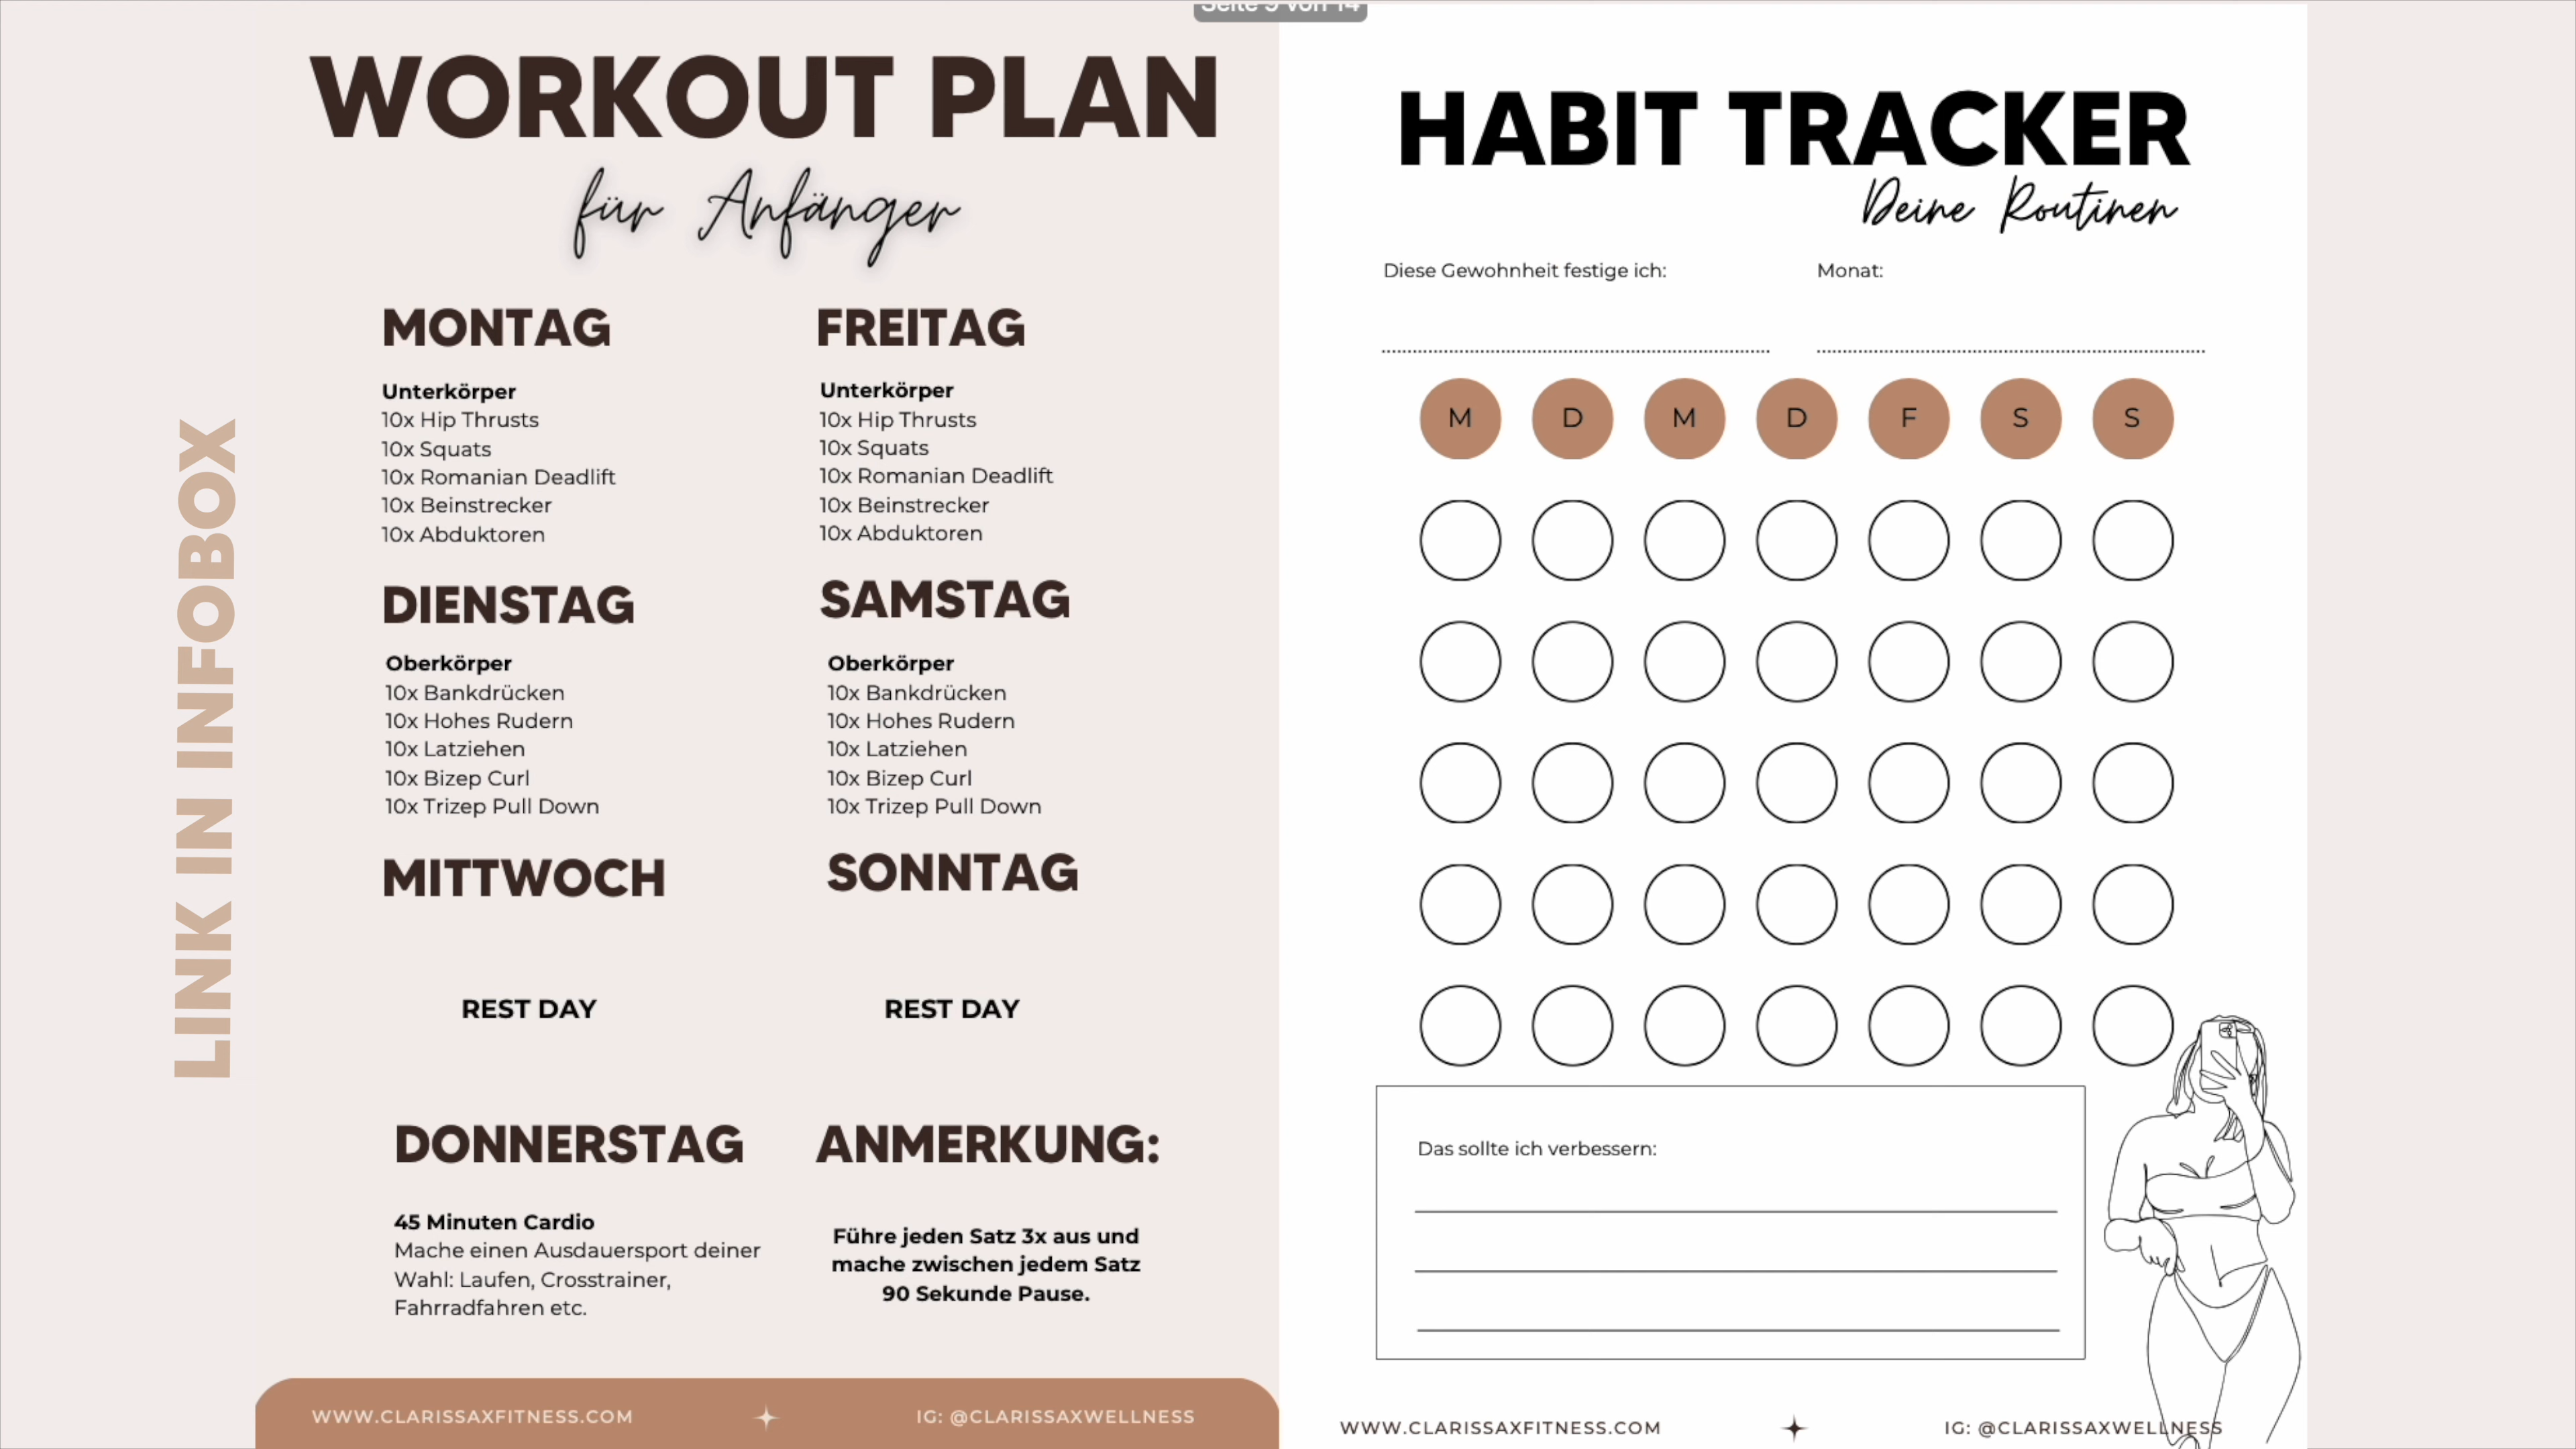 Seite 9 von 14
WORKOUT PLAN
für Anfänger
MONTAG
Unterkörper
10x Hip Thrusts
10x Squats
10x Romanian Deadlift
10x Beinstrecker
10x Abduktoren
DIENSTAG
Oberkörper
10x Bankdrücken
10x Hohes Rudern
10x Latziehen
10x Bizep Curl
10x Trizep Pull Down
MITTWOCH
REST DAY
DONNERSTAG
45 Minuten Cardio
Mache einen Ausdauersport deiner
Wahl: Laufen, Crosstrainer,
Fahrradfahren etc.
FREITAG
Unterkörper
10x Hip Thrusts
10x Squats
10x Romanian Deadlift
10x Beinstrecker
10x Abduktoren
SAMSTAG
Oberkörper
10x Bankdrücken
10x Hohes Rudern
10x Latziehen
10x Bizep Curl
10x Trizep Pull Down
SONNTAG
REST DAY
ANMERKUNG:
Führe jeden Satz 3x aus und
mache zwischen jedem Satz
90 Sekunde Pause.
WWW.CLARISSAXFITNESS.COM
IG: @CLARISSAXWELLNESS
LINK IN INFOBOX
HABIT TRACKER
Deine Routinen
Diese Gewohnheit festige ich:
Monat:
M D M D F S S
Das sollte ich verbessern:
WWW.CLARISSAXFITNESS.COM
IG: @CLARISSAXWELLNESS